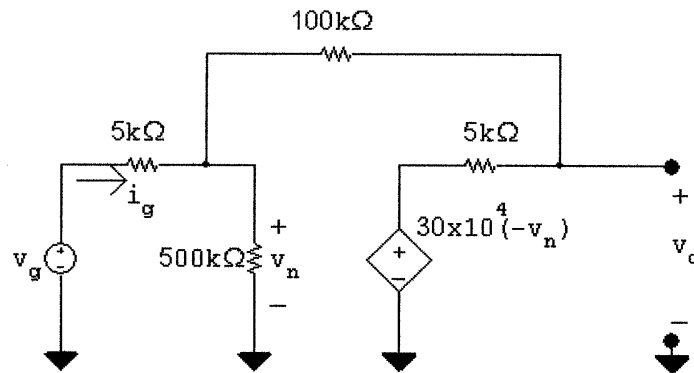 100kΩ
5kΩ
5kΩ
i_g
30x10^4(-v_n)
+
+
+
+
v_g
-
500kΩ
v_n
-
v_o
-
-